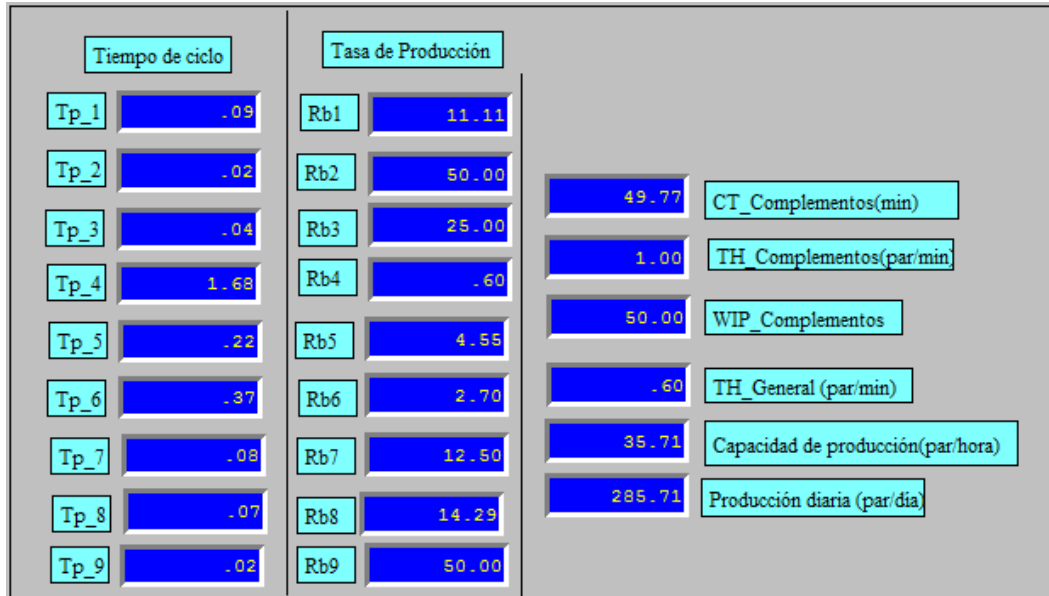 Tiempo de ciclo
Tp_1 .09
Tp_2 .02
Tp_3 .04
Tp_4 1.68
Tp_5 .22
Tp_6 .37
Tp_7 .08
Tp_8 .07
Tp_9 .02
Tasa de Producción
Rb1 11.11
Rb2 50.00
Rb3 25.00
Rb4 .60
Rb5 4.55
Rb6 2.70
Rb7 12.50
Rb8 14.29
Rb9 50.00
49.77 CT_Complementos(min)
1.00 TH_Complementos(par/min)
50.00 WIP_Complementos
.60 TH_General (par/min)
35.71 Capacidad de producción(par/hora)
285.71 Producción diaria (par/día)